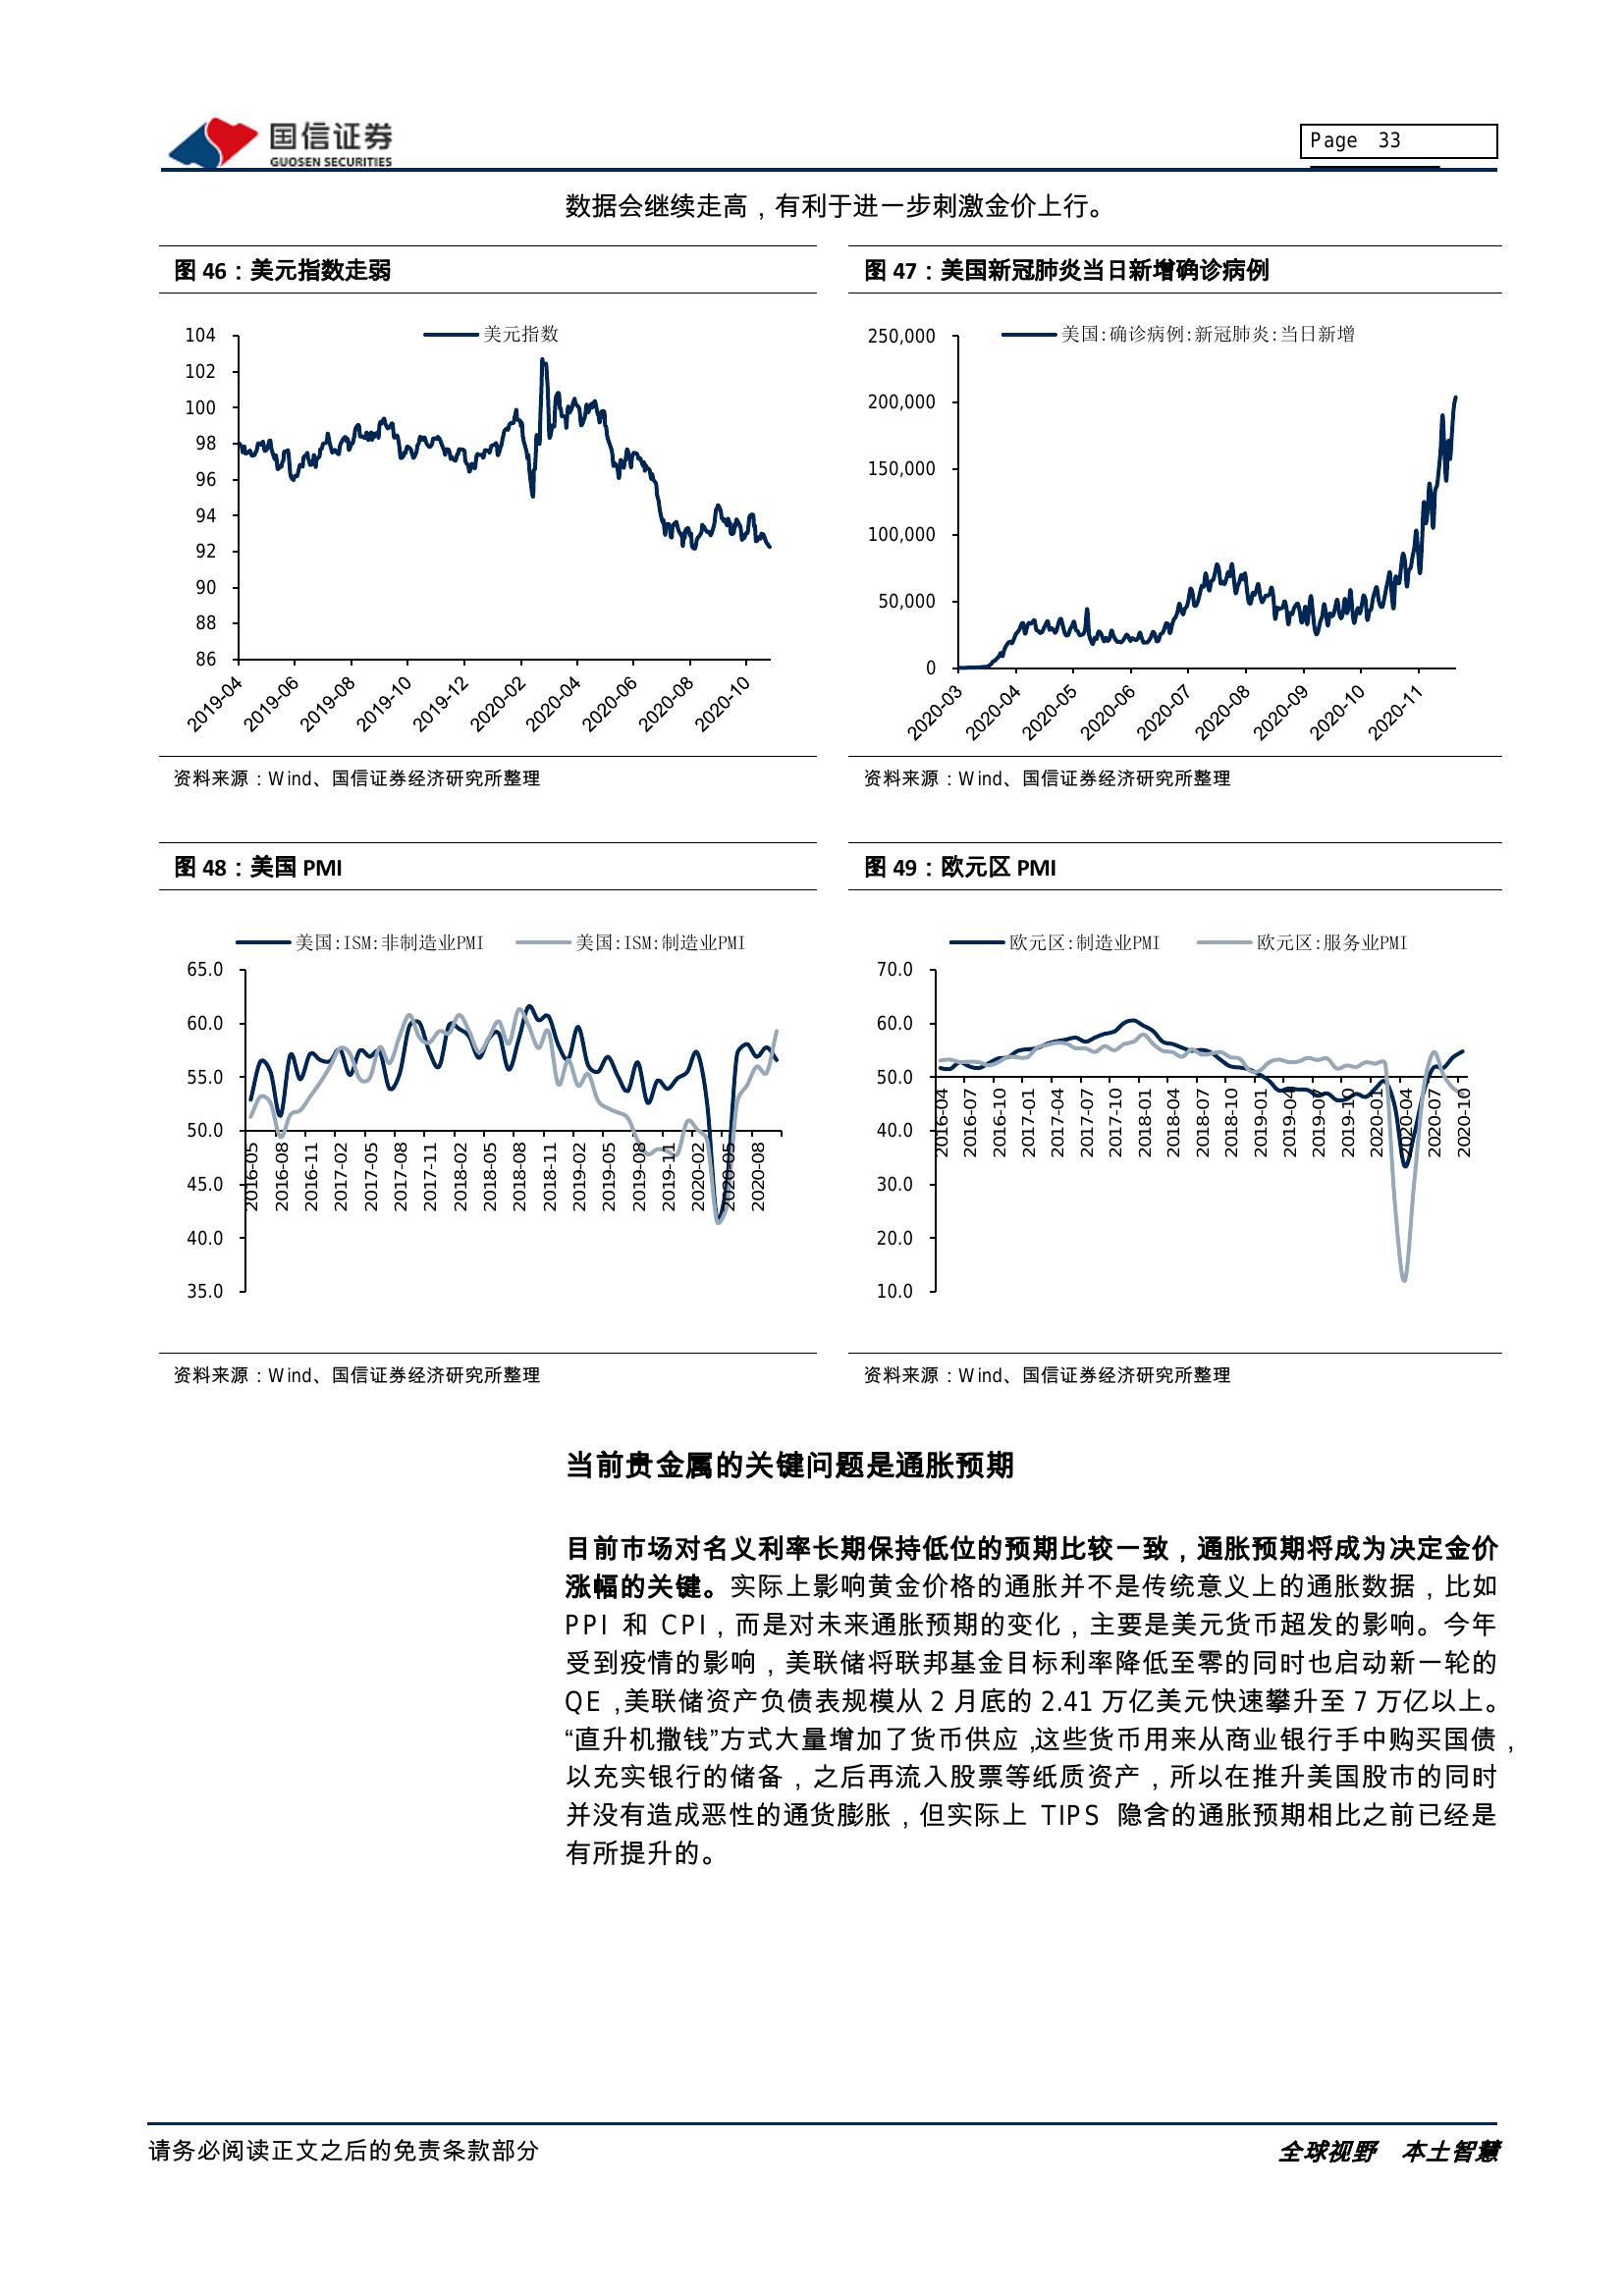 国信证券
GUOSEN SECURITIES
Page 33
数据会继续走高，有利于进一步刺激金价上行。
图 46：美元指数走弱
美元指数
104
102
100
98
96
94
92
90
88
86
2019-04
2019-06
2019-08
2019-10
2019-12
2020-02
2020-04
2020-06
2020-08
2020-10
资料来源：Wind、国信证券经济研究所整理
图 47：美国新冠肺炎当日新增确诊病例
美国:确诊病例:新冠肺炎:当日新增
250,000
200,000
150,000
100,000
50,000
0
2020-03
2020-04
2020-05
2020-06
2020-07
2020-08
2020-09
2020-10
2020-11
资料来源：Wind、国信证券经济研究所整理
图 48：美国 PMI
美国:ISM:非制造业PMI
美国:ISM:制造业PMI
65.0
60.0
55.0
50.0
45.0
40.0
35.0
2016-05
2016-08
2016-11
2017-02
2017-05
2017-08
2017-11
2018-02
2018-05
2018-08
2018-11
2019-02
2019-05
2019-08
2019-11
2020-02
2020-05
2020-08
资料来源：Wind、国信证券经济研究所整理
图 49：欧元区 PMI
欧元区:制造业PMI
欧元区:服务业PMI
70.0
60.0
50.0
40.0
30.0
20.0
10.0
2016-04
2016-07
2016-10
2017-01
2017-04
2017-07
2017-10
2018-01
2018-04
2018-07
2018-10
2019-01
2019-04
2019-07
2019-10
2020-01
2020-04
2020-07
2020-10
资料来源：Wind、国信证券经济研究所整理
当前贵金属的关键问题是通胀预期
目前市场对名义利率长期保持低位的预期比较一致，通胀预期将成为决定金价
涨幅的关键。实际上影响黄金价格的通胀并不是传统意义上的通胀数据，比如
PPI 和 CPI，而是对未来通胀预期的变化，主要是美元货币超发的影响。今年
受到疫情的影响，美联储将联邦基金目标利率降低至零的同时也启动新一轮的
QE，美联储资产负债表规模从 2 月底的 2.41 万亿美元快速攀升至 7 万亿以上。
“直升机撒钱”方式大量增加了货币供应，这些货币用来从商业银行手中购买国债，
以充实银行的储备，之后再流入股票等纸质资产，所以在推升美国股市的同时
并没有造成恶性的通货膨胀，但实际上 TIPS 隐含的通胀预期相比之前已经是
有所提升的。
请务必阅读正文之后的免责条款部分
全球视野 本土智慧